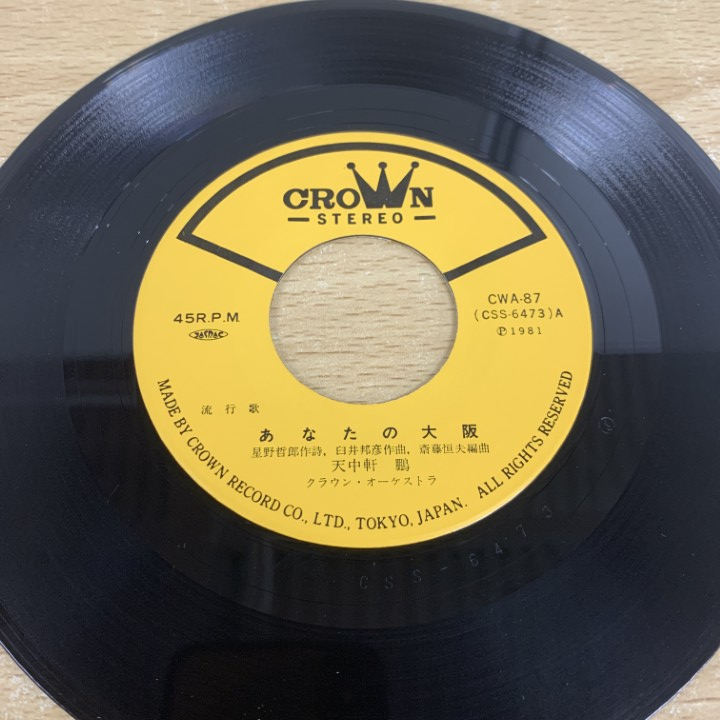 CROWN
STEREO
45R.P.M
CWA-87
(CSS-6473)A
Ⓟ1981
流行歌
あなたの大阪
星野哲郎作詩, 臼井邦彦作曲, 斎藤恒夫編曲
天中軒 鵬
クラウン・オーケストラ
MADE BY CROWN RECORD CO., LTD., TOKYO, JAPAN. ALL RIGHTS RESERVED
CSS-6473